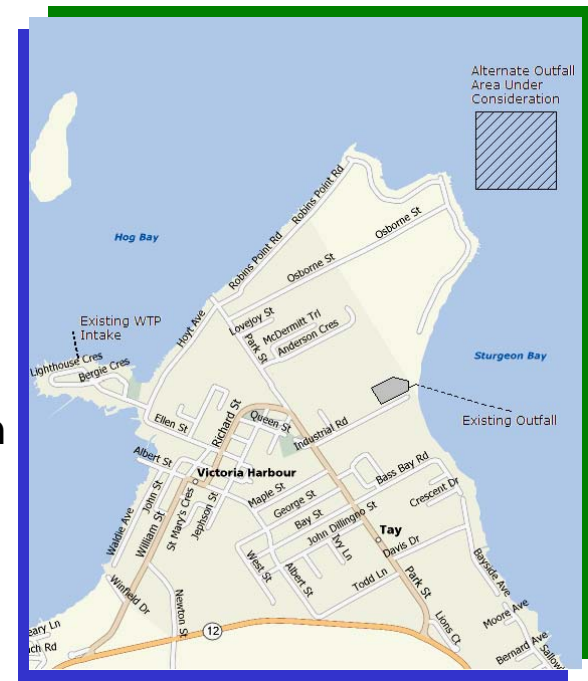 Alternate Outfall
Area Under
Consideration
Robins Point Rd
Osborne St
Hog Bay
Robins Point Rd
Osborne St
Existing WTP
Intake
Hoyt Ave
Lovejoy St
McDermitt Trl
Anderson Cres
Park St
Lighthouse Cres
Bergie Cres
Sturgeon Bay
Existing Outfall
Ellen St
Richard St
Queen St
Industrial Rd
n
Albert St
Victoria Harbour
Bass Bay Rd
Crescent Dr
John St
William St
St Mary's Cres
Jephson St
Maple St
George St
Bay St
John Dillingno St
Tay
Waldie Ave
Ivy Ln
Davis Dr
West St
Albert St
Todd Ln
Park St
Bayside Ave
Winfield Dr
Newton St
12
Lions Ct
Moore Ave
Bernard Ave